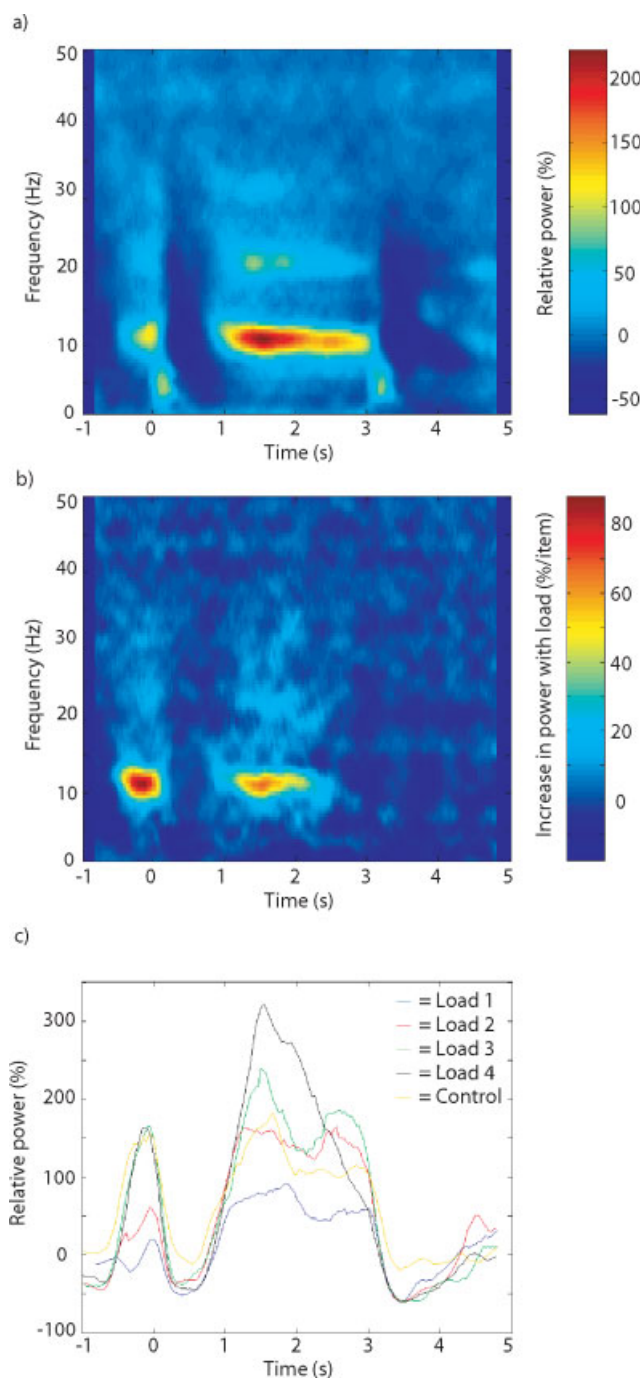 a)
50
40
30
20
10
0
Frequency (Hz)
-1 0 1 2 3 4 5
Time (s)
200
150
100
50
0
-50
Relative power (%)
b)
50
40
30
20
10
0
Frequency (Hz)
-1 0 1 2 3 4 5
Time (s)
80
60
40
20
0
Increase in power with load (%/item)
c)
300
200
100
0
-100
Relative power (%)
= Load 1
= Load 2
= Load 3
= Load 4
= Control
-1 0 1 2 3 4 5
Time (s)